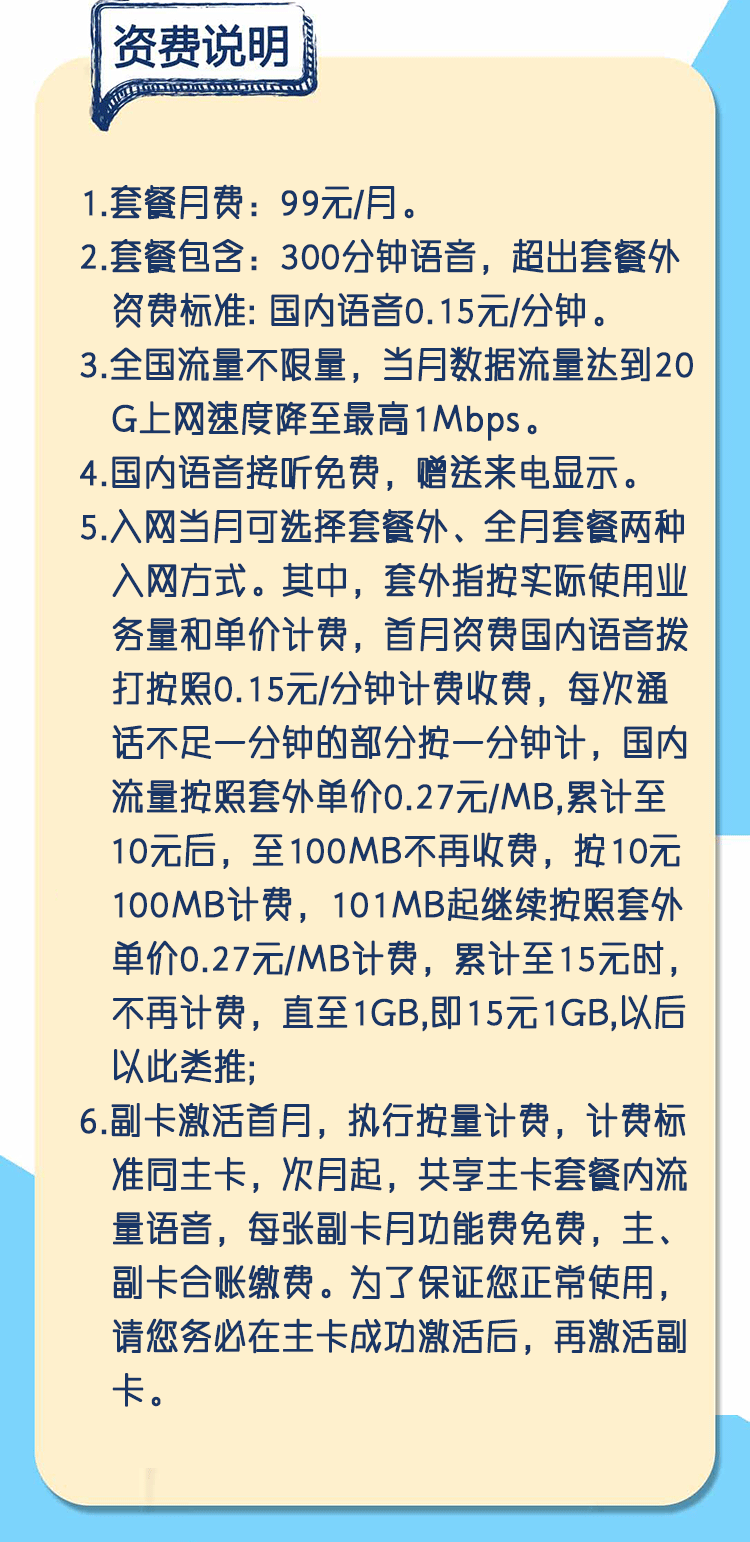 资费说明
1.套餐月费：99元/月。
2.套餐包含：300分钟语音，超出套餐外
资费标准: 国内语音0.15元/分钟。
3.全国流量不限量，当月数据流量达到20
G上网速度降至最高1Mbps。
4.国内语音接听免费，赠送来电显示。
5.入网当月可选择套餐外、全月套餐两种
入网方式。其中，套外指按实际使用业
务量和单价计费，首月资费国内语音拨
打按照0.15元/分钟计费收费，每次通
话不足一分钟的部分按一分钟计，国内
流量按照套外单价0.27元/MB,累计至
10元后，至100MB不再收费，按10元
100MB计费，101MB起继续按照套外
单价0.27元/MB计费，累计至15元时，
不再计费，直至1GB,即15元1GB,以后
以此类推;
6.副卡激活首月，执行按量计费，计费标
准同主卡，次月起，共享主卡套餐内流
量语音，每张副卡月功能费免费，主、
副卡合账缴费。为了保证您正常使用，
请您务必在主卡成功激活后，再激活副
卡。